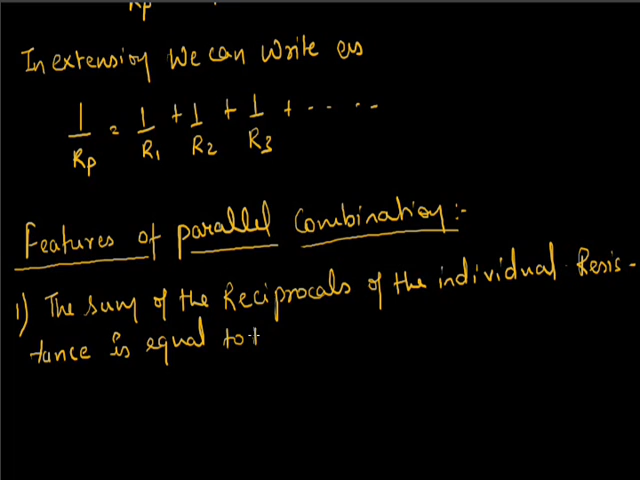 Rp
In extension We can write as
1/Rp = 1/R1 + 1/R2 + 1/R3 + ......
Features of parallel Combination :-
1) The sum of the Reciprocals of the individual Resis-
tance is equal to t